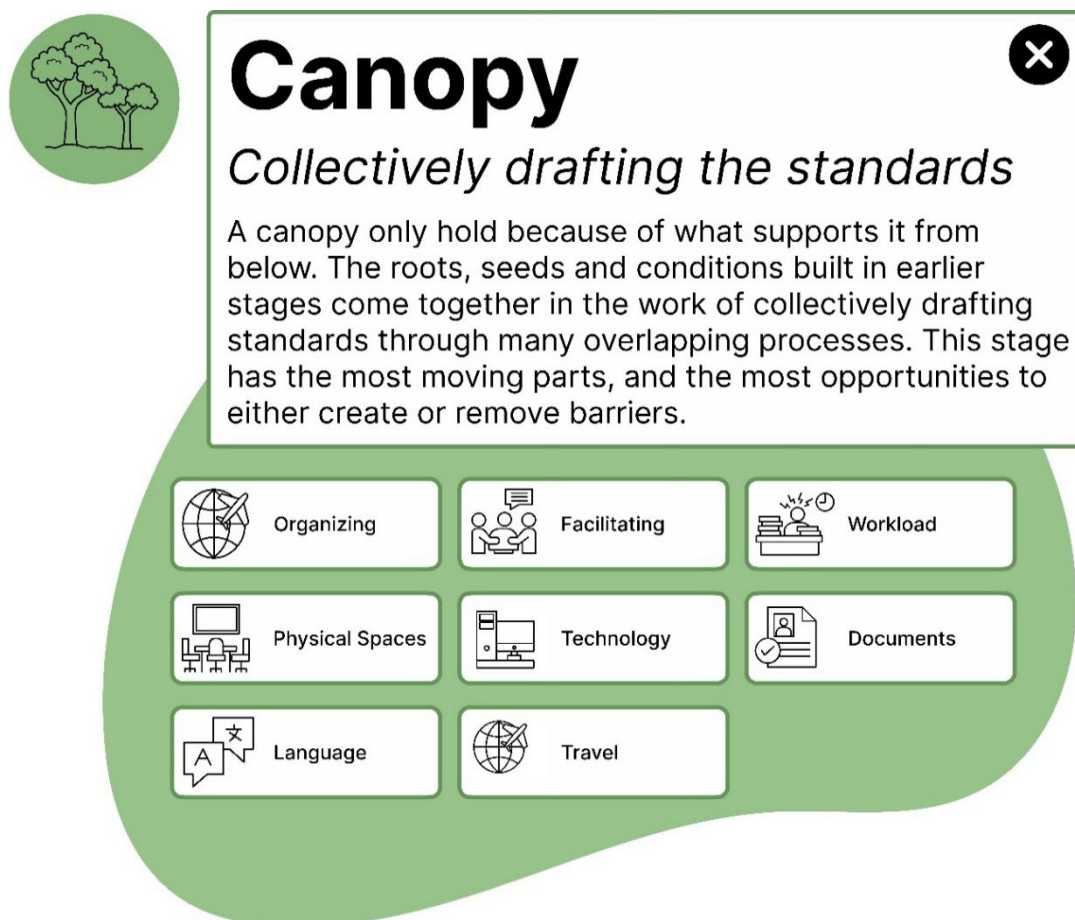 Canopy
Collectively drafting the standards
A canopy only hold because of what supports it from
below. The roots, seeds and conditions built in earlier
stages come together in the work of collectively drafting
standards through many overlapping processes. This stage
has the most moving parts, and the most opportunities to
either create or remove barriers.
Organizing
Facilitating
Workload
Physical Spaces
Technology
Documents
A 文
Language
Travel